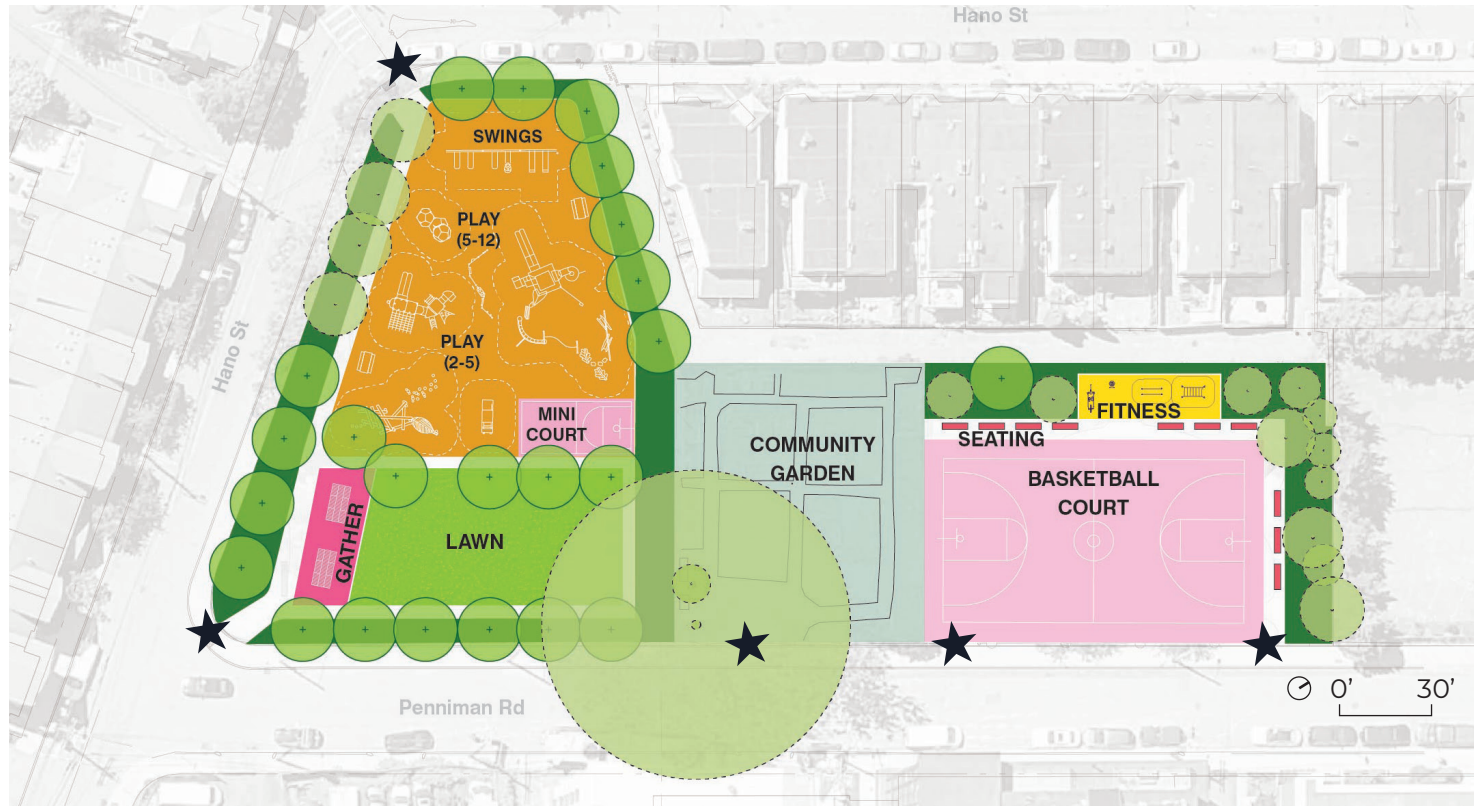 Hano St
SWINGS
PLAY
(5-12)
Hano St
PLAY
(2-5)
MINI
COURT
GATHER
LAWN
COMMUNITY
GARDEN
FITNESS
SEATING
BASKETBALL
COURT
Penniman Rd
0’ 30’